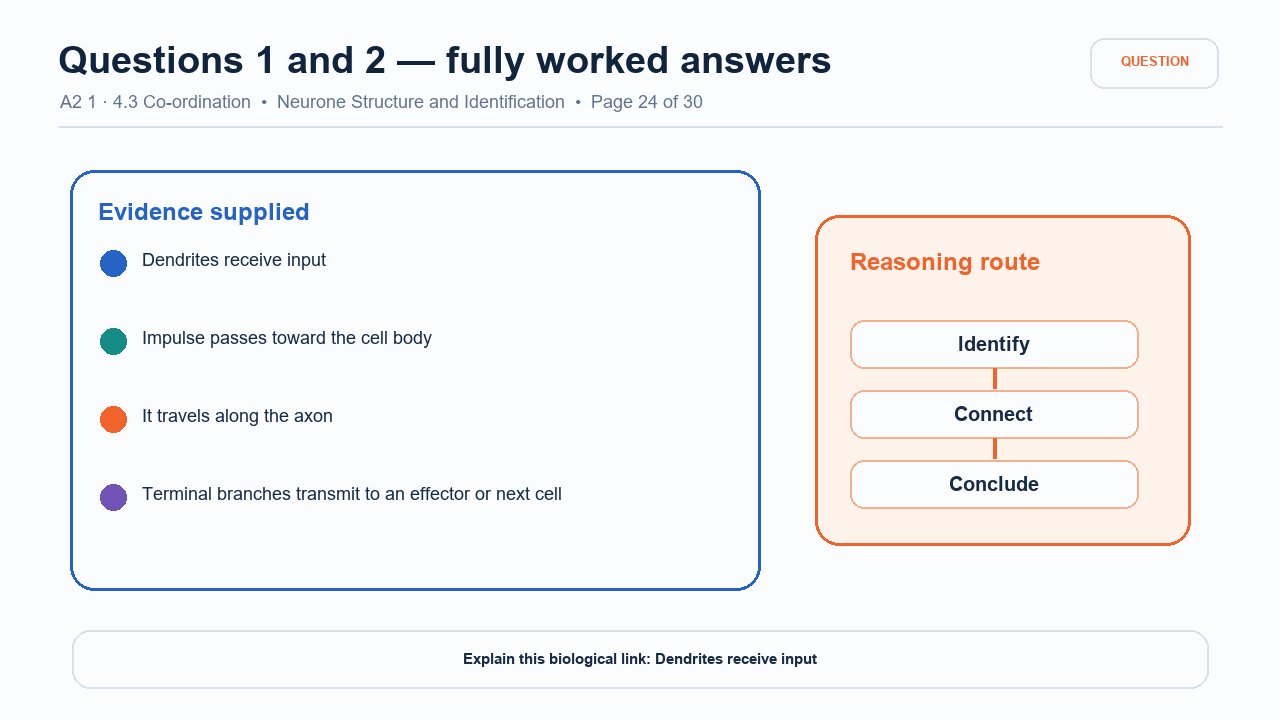 Questions 1 and 2 — fully worked answers
QUESTION
A2 1 · 4.3 Co-ordination • Neurone Structure and Identification • Page 24 of 30
Evidence supplied
Dendrites receive input
Impulse passes toward the cell body
It travels along the axon
Terminal branches transmit to an effector or next cell
Reasoning route
Identify
Connect
Conclude
Explain this biological link: Dendrites receive input